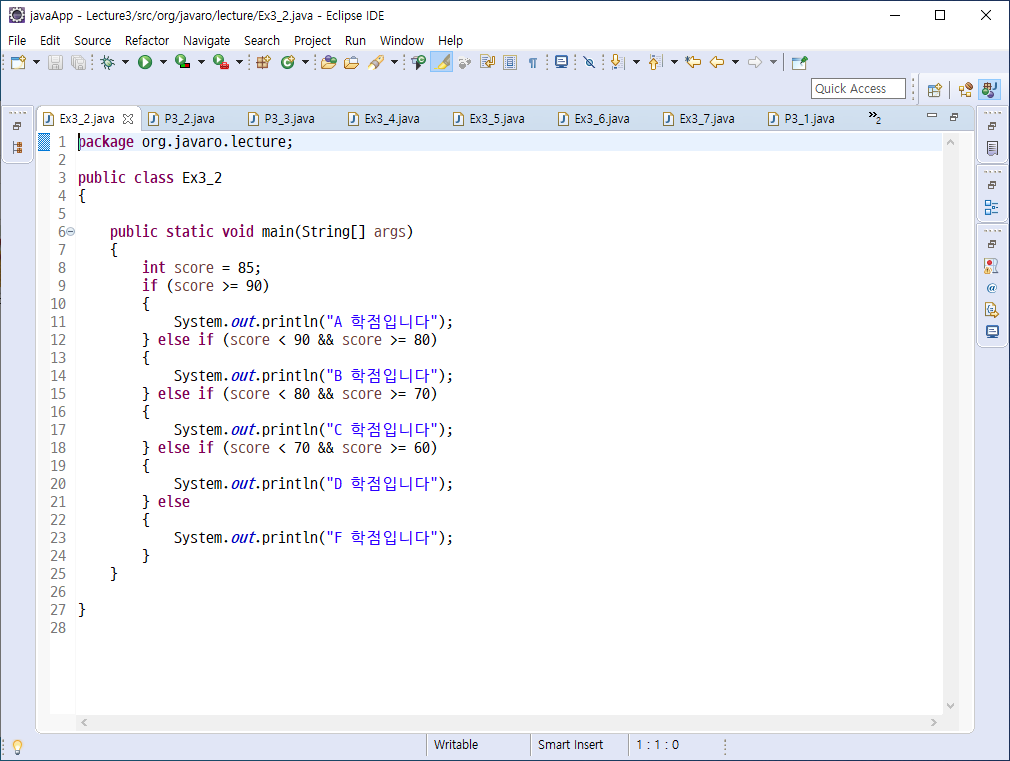 javaApp - Lecture3/src/org/javaro/lecture/Ex3_2.java - Eclipse IDE
File Edit Source Refactor Navigate Search Project Run Window Help
Quick Access
Ex3_2.java P3_2.java P3_3.java Ex3_4.java Ex3_5.java Ex3_6.java Ex3_7.java P3_1.java »2
1 package org.javaro.lecture;
2
3 public class Ex3_2
4 {
5
6 public static void main(String[] args)
7 {
8 int score = 85;
9 if (score >= 90)
10 {
11 System.out.println("A 학점입니다");
12 } else if (score < 90 && score >= 80)
13 {
14 System.out.println("B 학점입니다");
15 } else if (score < 80 && score >= 70)
16 {
17 System.out.println("C 학점입니다");
18 } else if (score < 70 && score >= 60)
19 {
20 System.out.println("D 학점입니다");
21 } else
22 {
23 System.out.println("F 학점입니다");
24 }
25 }
26
27 }
28
Writable Smart Insert 1 : 1 : 0